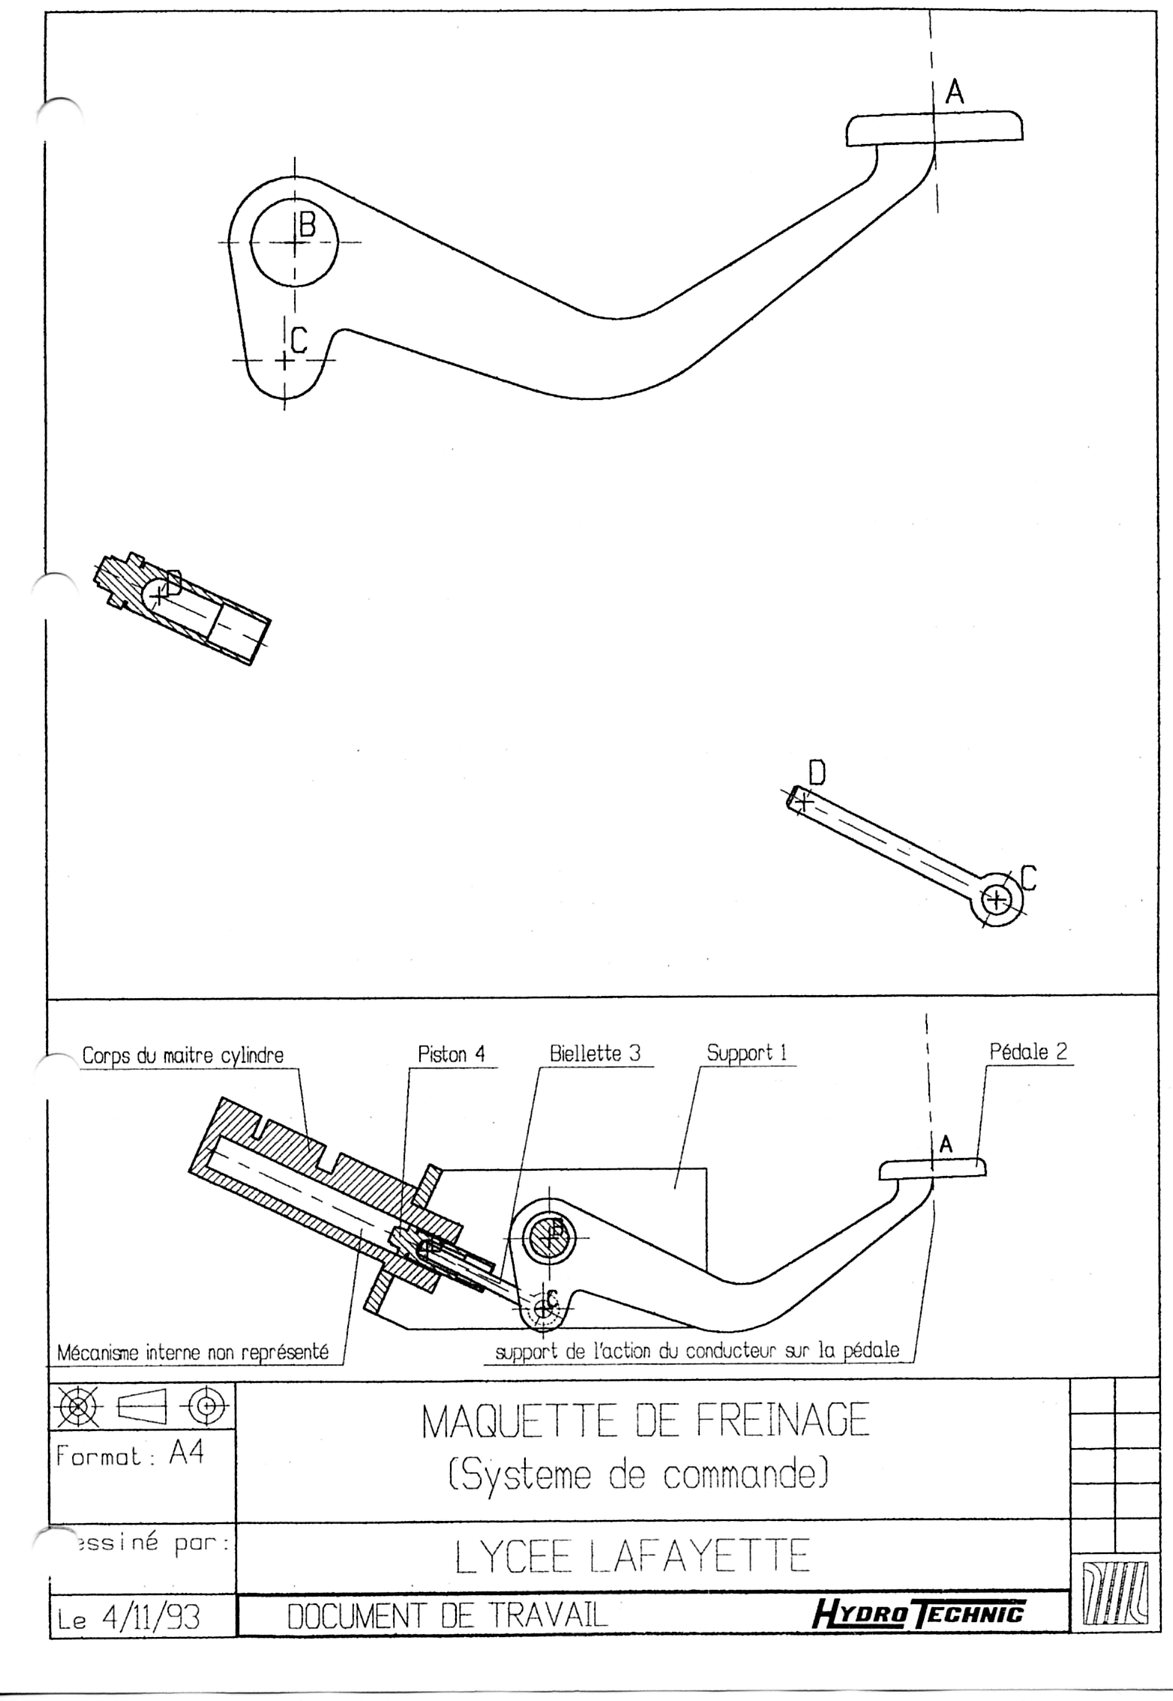 A
B
C
D
D
C
Corps du maitre cylindre
Piston 4
Biellette 3
Support 1
Pédale 2
A
B
C
Mécanisme interne non représenté
support de l'action du conducteur sur la pédale
MAQUETTE DE FREINAGE
(Systeme de commande)
Format : A4
essiné par :
LYCEE LAFAYETTE
Le 4/11/93
DOCUMENT DE TRAVAIL
HYDRO TECHNIC